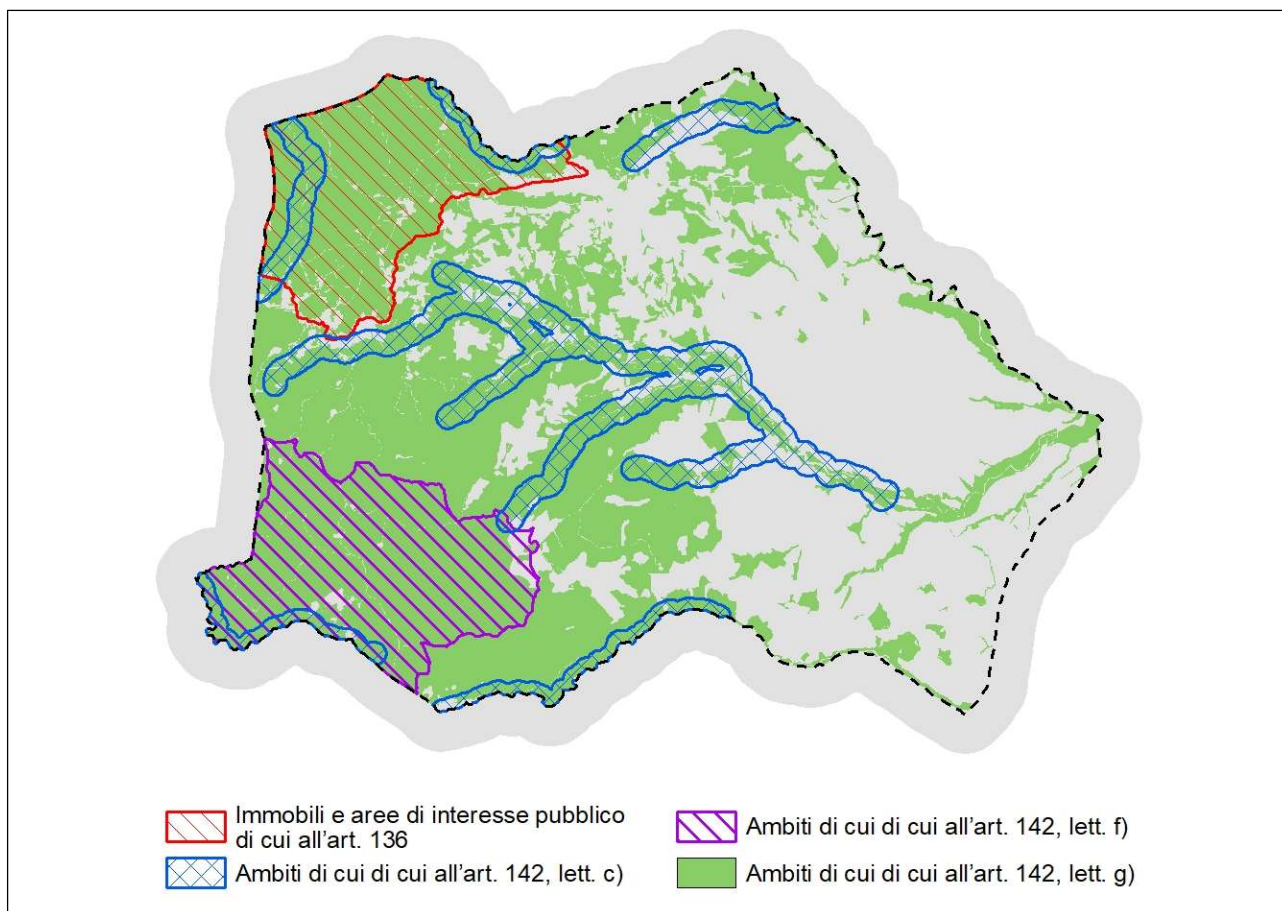 Immobili e aree di interesse pubblico
di cui all'art. 136
Ambiti di cui di cui all'art. 142, lett. c)
Ambiti di cui di cui all'art. 142, lett. f)
Ambiti di cui di cui all'art. 142, lett. g)